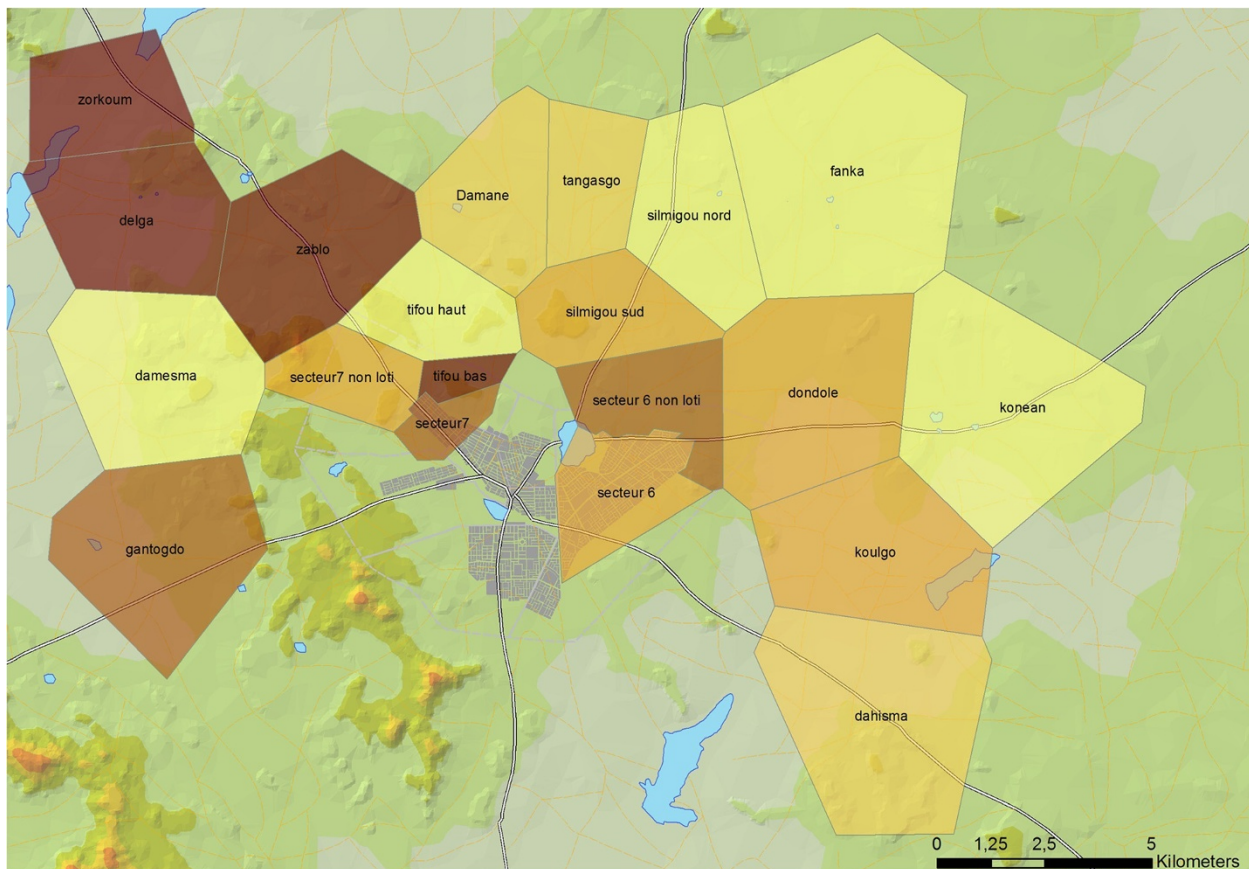 zorkoum
fanka
Damane
tangasgo
silmigou nord
delga
zablo
tifou haut
silmigou sud
damesma
secteur7 non loti
tifou bas
secteur 6 non loti
dondole
konean
secteur7
secteur 6
gantogdo
koulgo
dahisma
0 1,25 2,5 5
Kilometers